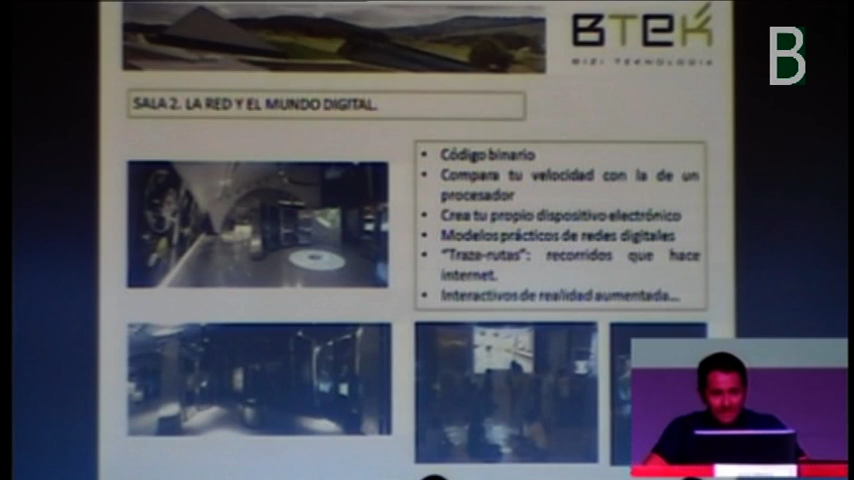 BTEK
BIZI TEKNOLOGIA
B
SALA 2. LA RED Y EL MUNDO DIGITAL.
• Código binario
• Compara tu velocidad con la de un
procesador
• Crea tu propio dispositivo electrónico
• Modelos prácticos de redes digitales
• "Traza-rutas": recorridos que hace
internet.
• Interactivos de realidad aumentada...